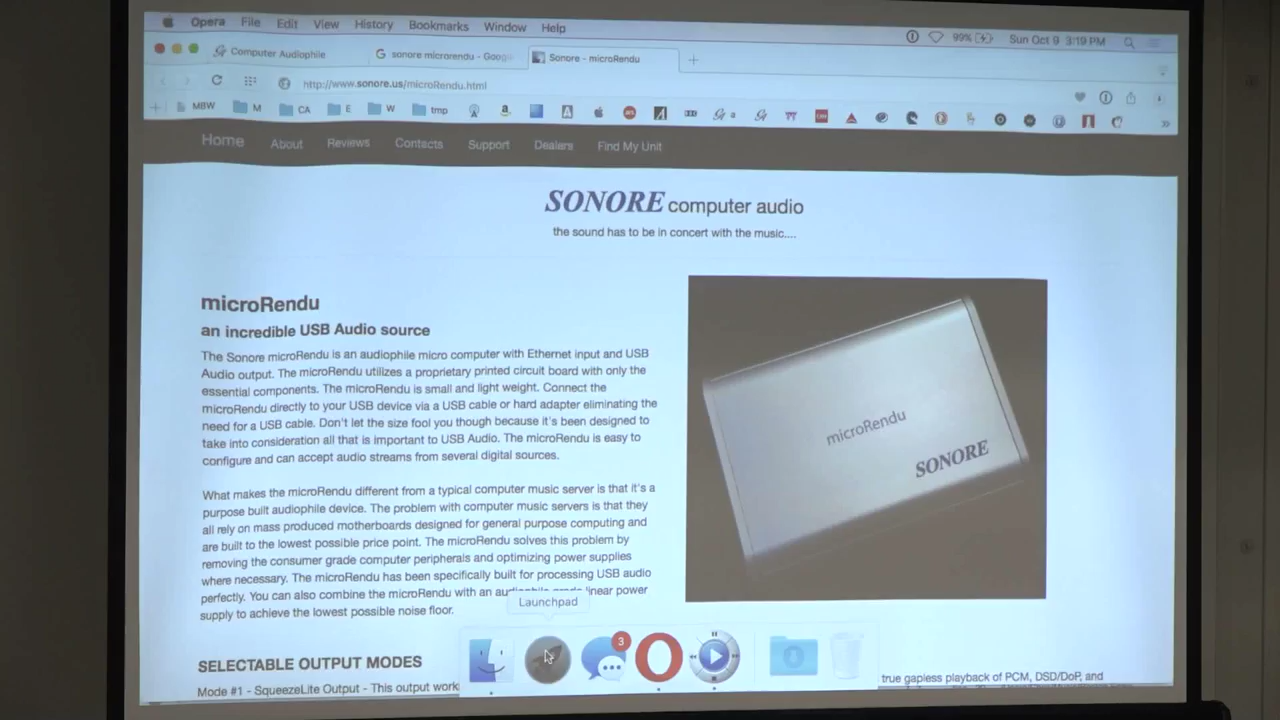 Opera File Edit View History Bookmarks Window Help 99% Sun Oct 9 3:19 PM
Computer Audiophile sonore microrendu - Goog Sonore - microRendu
http://www.sonore.us/microRendu.html
MBW M CA E W tmp
Home About Reviews Contacts Support Dealers Find My Unit
SONORE computer audio
the sound has to be in concert with the music....
microRendu
an incredible USB Audio source
The Sonore microRendu is an audiophile micro computer with Ethernet input and USB
Audio output. The microRendu utilizes a proprietary printed circuit board with only the
essential components. The microRendu is small and light weight. Connect the
microRendu directly to your USB device via a USB cable or hard adapter eliminating the
need for a USB cable. Don't let the size fool you though because it's been designed to
take into consideration all that is important to USB Audio. The microRendu is easy to
configure and can accept audio streams from several digital sources.
What makes the microRendu different from a typical computer music server is that it's a
purpose built audiophile device. The problem with computer music servers is that they
all rely on mass produced motherboards designed for general purpose computing and
are built to the lowest possible price point. The microRendu solves this problem by
removing the consumer grade computer peripherals and optimizing power supplies
where necessary. The microRendu has been specifically built for processing USB audio
perfectly. You can also combine the microRendu with an linear power
supply to achieve the lowest possible noise floor.
microRendu
SONORE
Launchpad
3
SELECTABLE OUTPUT MODES
Mode #1 - SqueezeLite Output - This output work true gapless playback of PCM, DSD/DoP, and